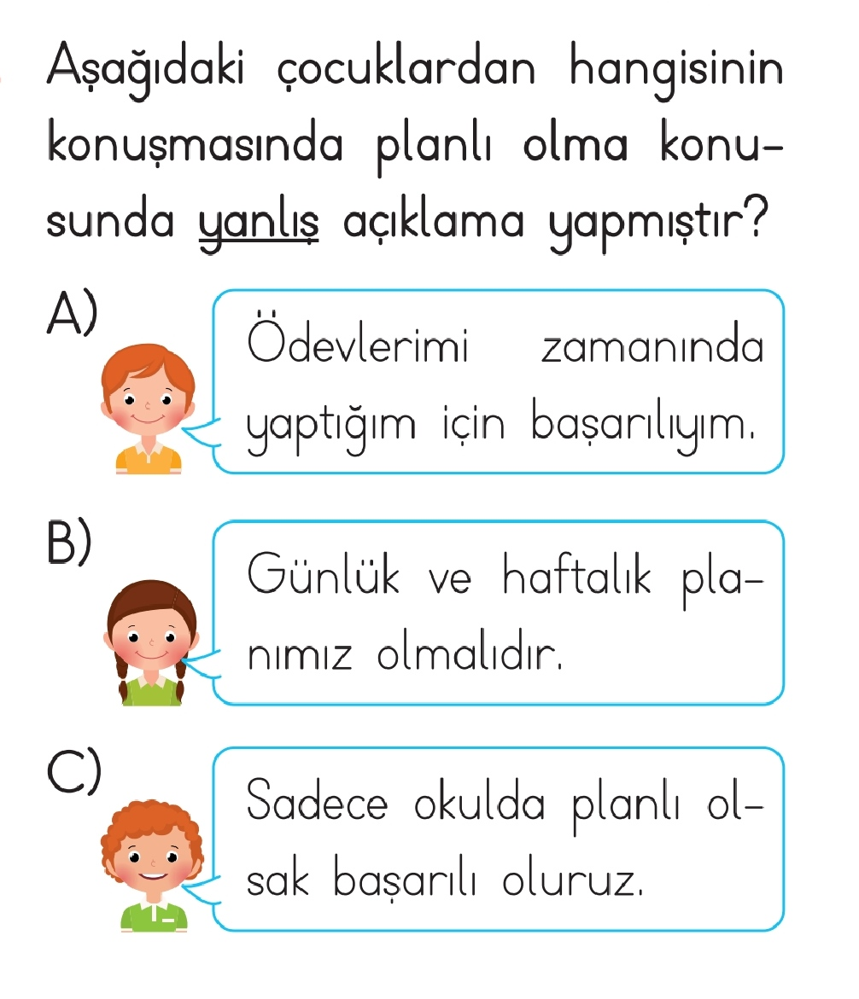 Aşağıdaki çocuklardan hangisinin
konuşmasında planlı olma konu-
sunda yanlış açıklama yapmıştır?
A)
Ödevlerimi zamanında
yaptığım için başarılıyım.
B)
Günlük ve haftalık pla-
nımız olmalıdır.
C)
Sadece okulda planlı ol-
sak başarılı oluruz.